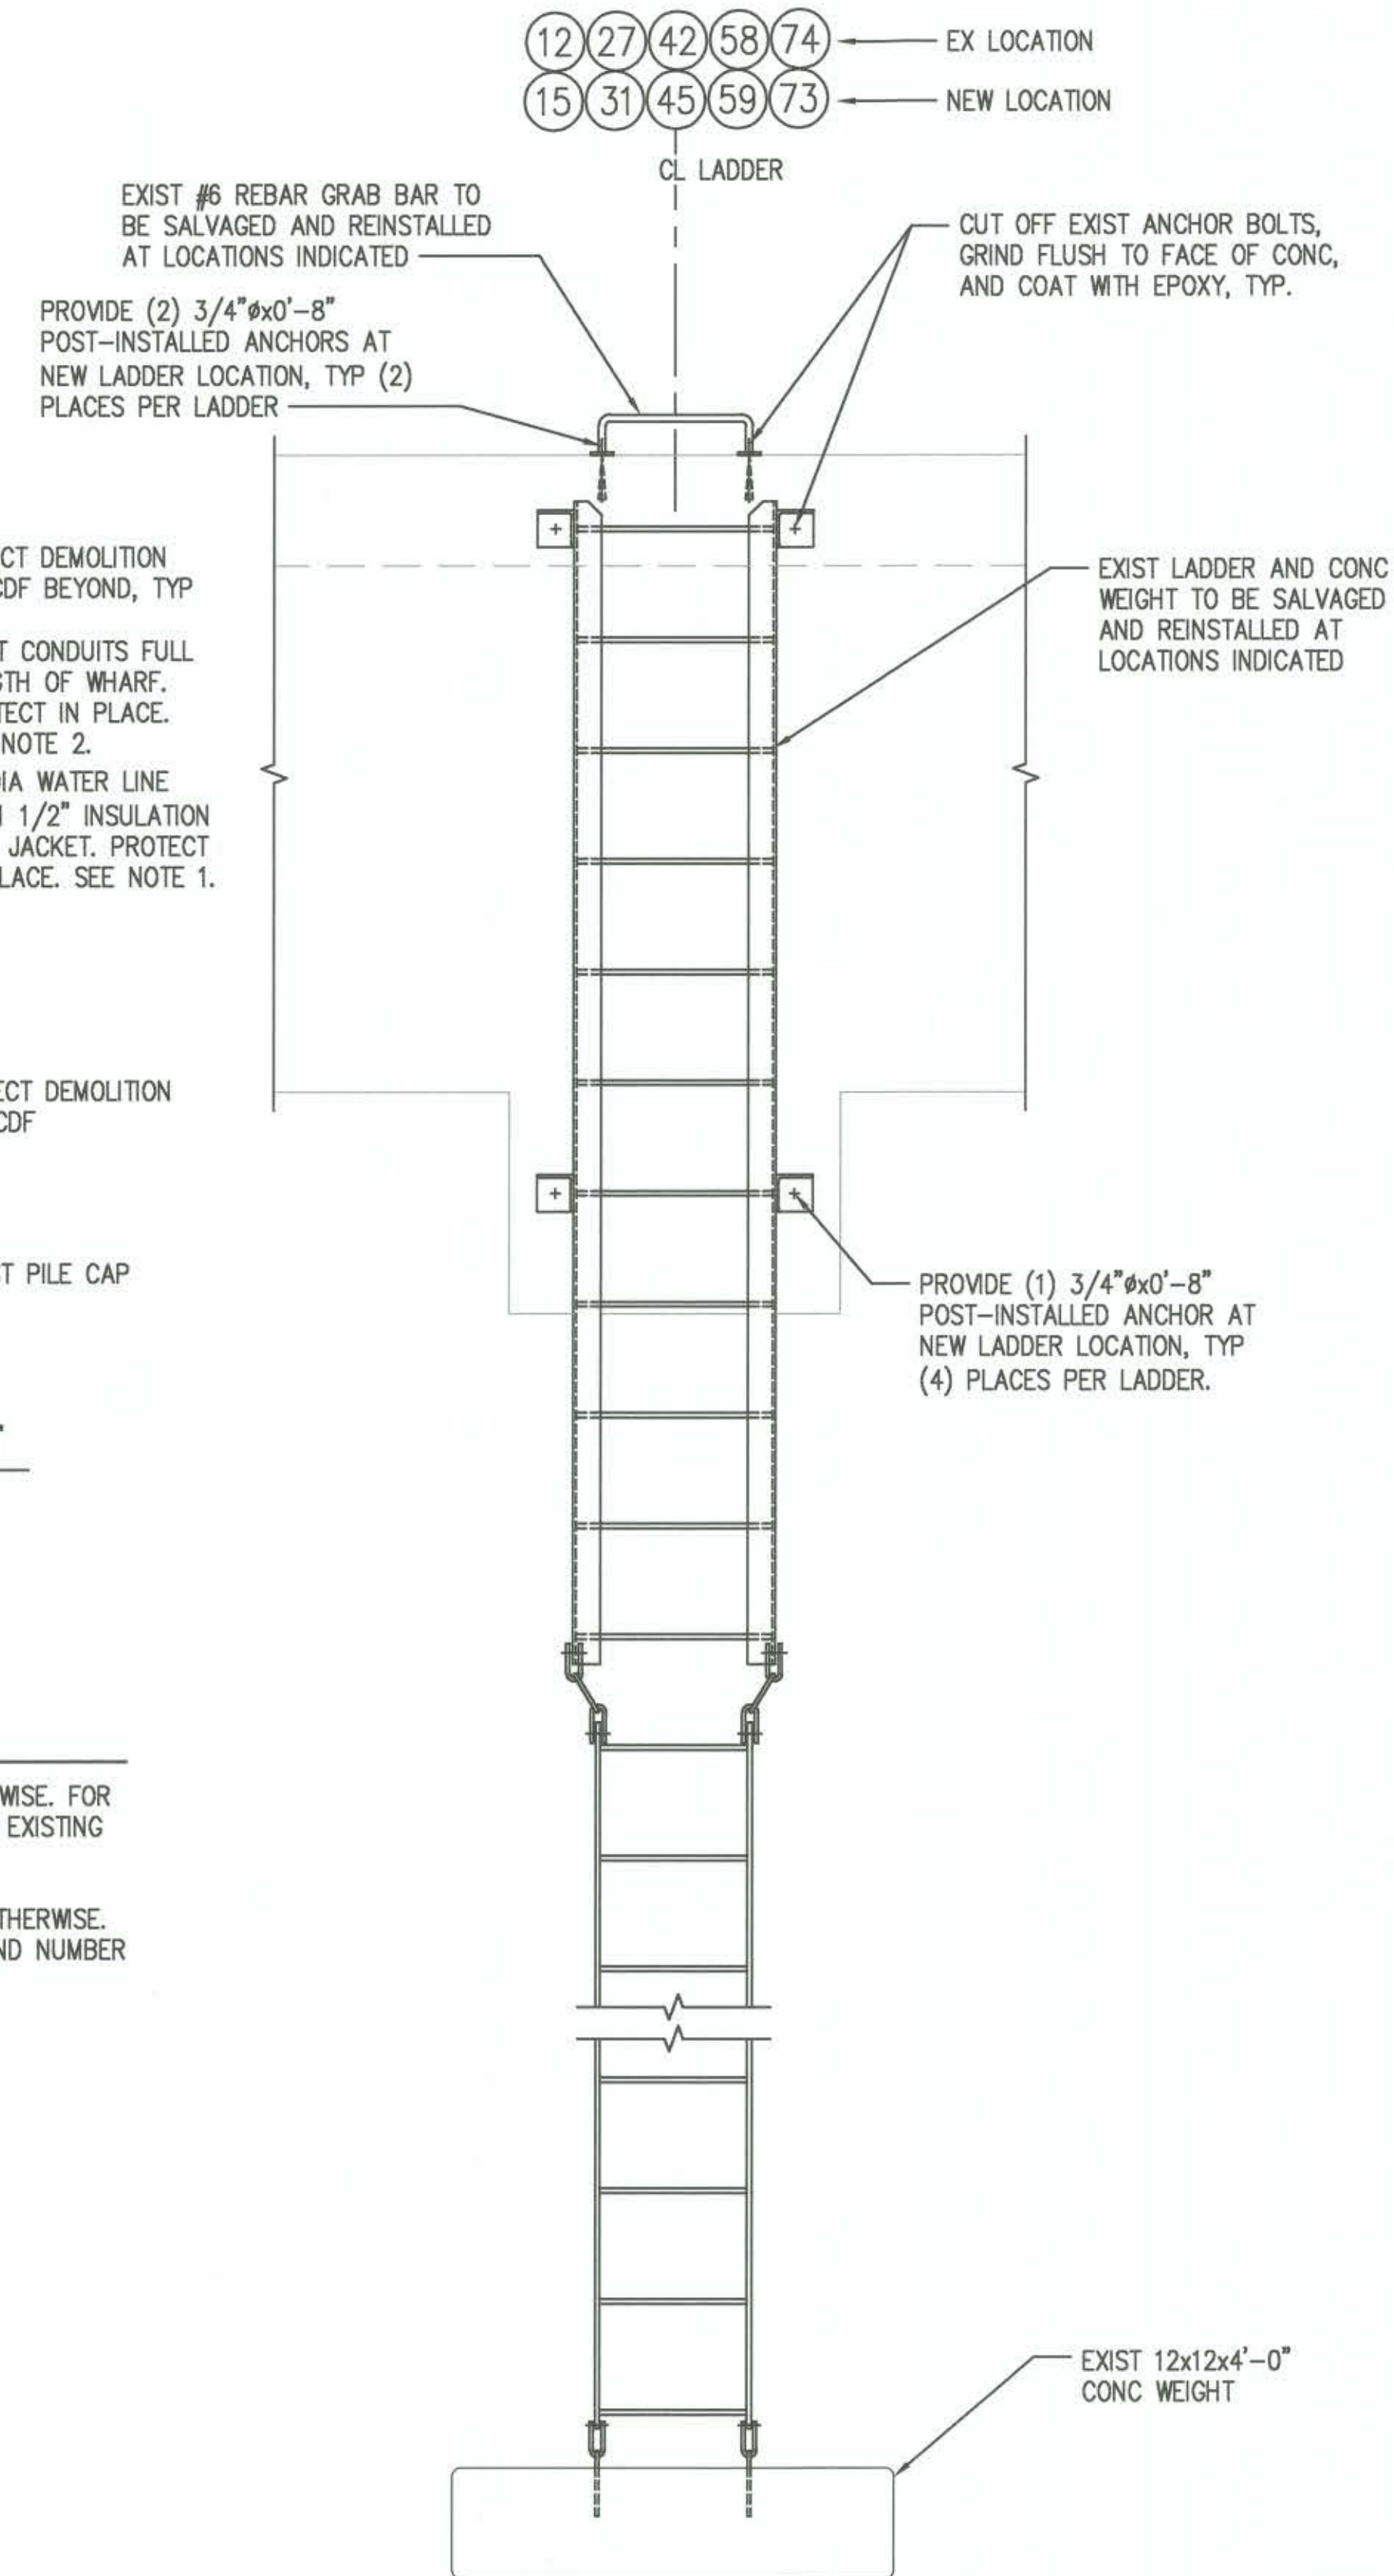 12 27 42 58 74 EX LOCATION
15 31 45 59 73 NEW LOCATION
CL LADDER
EXIST #6 REBAR GRAB BAR TO
BE SALVAGED AND REINSTALLED
AT LOCATIONS INDICATED
CUT OFF EXIST ANCHOR BOLTS,
GRIND FLUSH TO FACE OF CONC,
AND COAT WITH EPOXY, TYP.
PROVIDE (2) 3/4"øx0'-8"
POST-INSTALLED ANCHORS AT
NEW LADDER LOCATION, TYP (2)
PLACES PER LADDER
CT DEMOLITION
CDF BEYOND, TYP
EXIST LADDER AND CONC
WEIGHT TO BE SALVAGED
AND REINSTALLED AT
LOCATIONS INDICATED
T CONDUITS FULL
GTH OF WHARF.
TECT IN PLACE.
NOTE 2.
DIA WATER LINE
1/2" INSULATION
JACKET. PROTECT
LACE. SEE NOTE 1.
ECT DEMOLITION
CDF
T PILE CAP
PROVIDE (1) 3/4"øx0'-8"
POST-INSTALLED ANCHOR AT
NEW LADDER LOCATION, TYP
(4) PLACES PER LADDER.
WISE. FOR
EXISTING
THERWISE.
ND NUMBER
EXIST 12x12x4'-0"
CONC WEIGHT